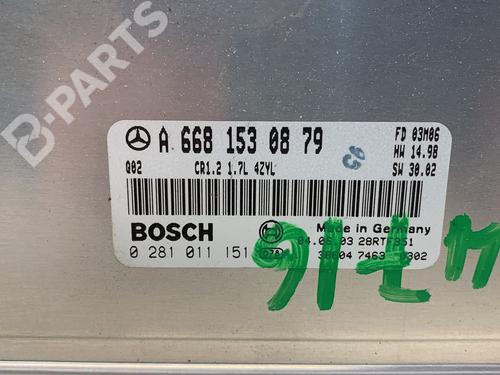 B-PARTS
A 668 153 08 79
FD 03M06
HW 14.98
SW 30.02
Q02 CR1.2 1.7L 4ZYL
95
BOSCH
Made in Germany
0 281 011 151